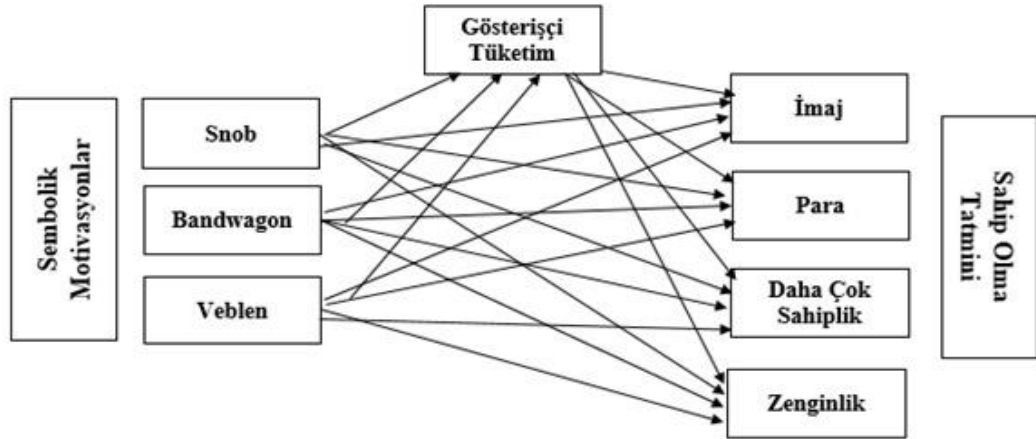 Gösterişçi
Tüketim
Sembolik
Motivasyonlar
Snob
Bandwagon
Veblen
İmaj
Para
Daha Çok
Sahiplik
Zenginlik
Sahip Olma
Tatmini